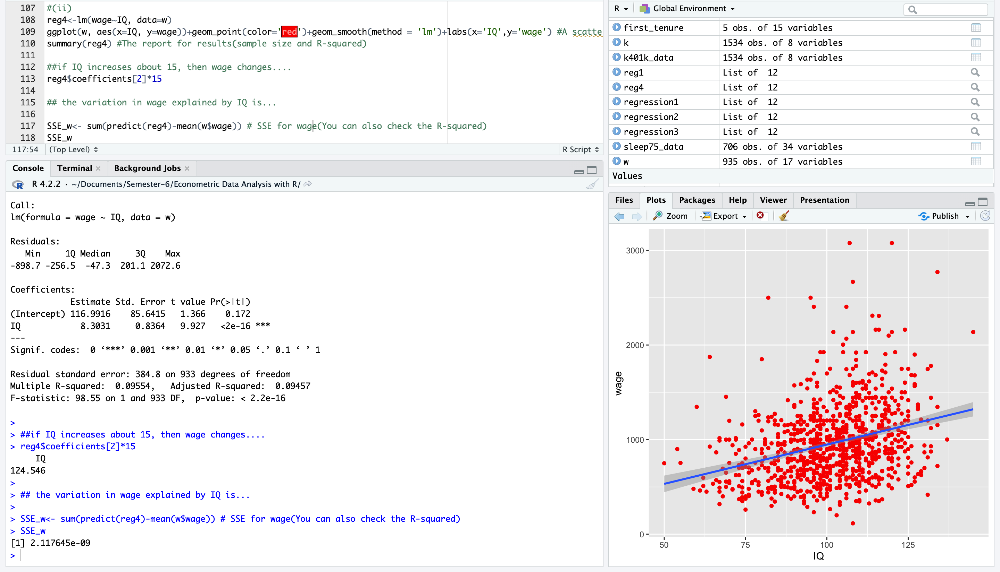 107 #(ii)
108 reg4<-lm(wage~IQ, data=w)
109 ggplot(w, aes(x=IQ, y=wage))+geom_point(color='red')+geom_smooth(method = 'lm')+labs(x='IQ',y='wage') #A scatte
110 summary(reg4) #The report for results(sample size and R-squared)
111
112 ##if IQ increases about 15, then wage changes....
113 reg4$coefficients[2]*15
114
115 ## the variation in wage explained by IQ is...
116
117 SSE_w<- sum(predict(reg4)-mean(w$wage)) # SSE for wage(You can also check the R-squared)
118 SSE_w
117:54 (Top Level) R Script
Console Terminal Background Jobs
R 4.2.2 · ~/Documents/Semester-6/Econometric Data Analysis with R/
Call:
lm(formula = wage ~ IQ, data = w)
Residuals:
Min 1Q Median 3Q Max
-898.7 -256.5 -47.3 201.1 2072.6
Coefficients:
Estimate Std. Error t value Pr(>|t|)
(Intercept) 116.9916 85.6415 1.366 0.172
IQ 8.3031 0.8364 9.927 <2e-16 ***
---
Signif. codes: 0 ‘***’ 0.001 ‘**’ 0.01 ‘*’ 0.05 ‘.’ 0.1 ‘ ’ 1
Residual standard error: 384.8 on 933 degrees of freedom
Multiple R-squared: 0.09554, Adjusted R-squared: 0.09457
F-statistic: 98.55 on 1 and 933 DF, p-value: < 2.2e-16
>
> ##if IQ increases about 15, then wage changes....
> reg4$coefficients[2]*15
IQ
124.546
>
> ## the variation in wage explained by IQ is...
>
> SSE_w<- sum(predict(reg4)-mean(w$wage)) # SSE for wage(You can also check the R-squared)
> SSE_w
[1] 2.117645e-09
>
R Global Environment
first_tenure 5 obs. of 15 variables
k 1534 obs. of 8 variables
k401k_data 1534 obs. of 8 variables
reg1 List of 12
reg4 List of 12
regression1 List of 12
regression2 List of 12
regression3 List of 12
sleep75_data 706 obs. of 34 variables
w 935 obs. of 17 variables
Values
Files Plots Packages Help Viewer Presentation
Zoom Export Publish
3000
2000
1000
0
wage
50 75 100 125
IQ